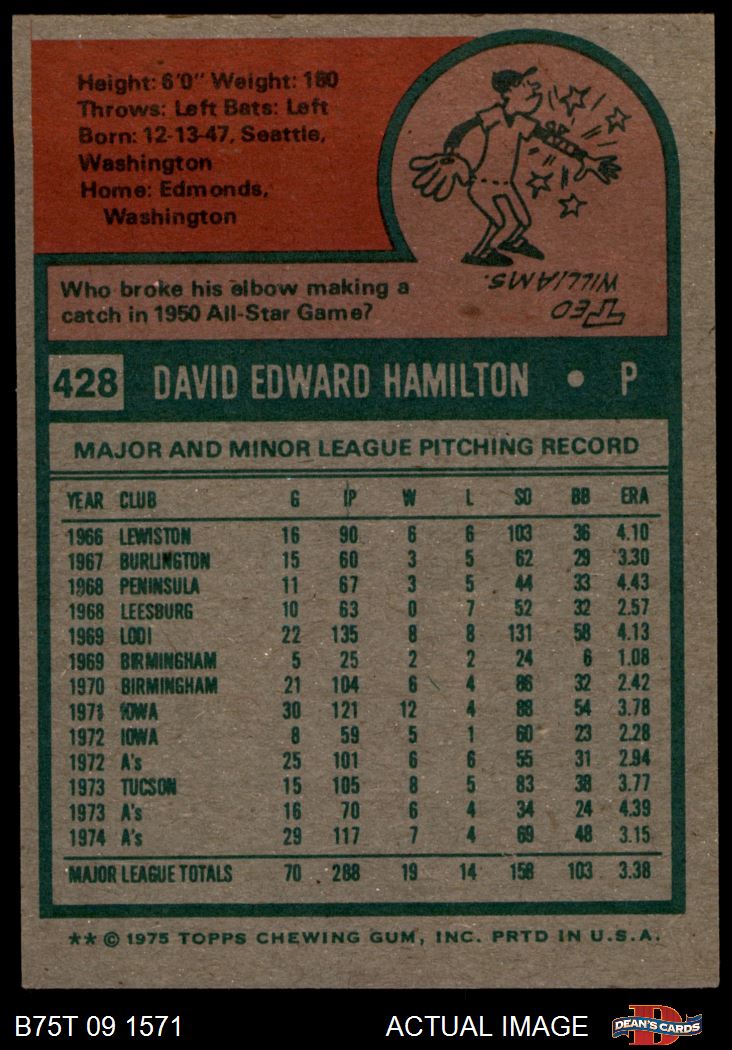 Height: 6'0" Weight: 180
Throws: Left Bats: Left
Born: 12-13-47, Seattle,
Washington
Home: Edmonds,
Washington
TED
WILLIAMS.
Who broke his elbow making a
catch in 1950 All-Star Game?
428 DAVID EDWARD HAMILTON • P
MAJOR AND MINOR LEAGUE PITCHING RECORD
YEAR CLUB G IP W L SO BB ERA
1966 LEWISTON 16 90 6 6 103 36 4.10
1967 BURLINGTON 15 60 3 5 62 29 3.30
1968 PENINSULA 11 67 3 5 44 33 4.43
1968 LEESBURG 10 63 0 7 52 32 2.57
1969 LODI 22 135 8 8 131 58 4.13
1969 BIRMINGHAM 5 25 2 2 24 6 1.08
1970 BIRMINGHAM 21 104 6 4 86 32 2.42
1971 IOWA 30 121 12 4 88 54 3.78
1972 IOWA 8 59 5 1 60 23 2.28
1972 A's 25 101 6 6 55 31 2.94
1973 TUCSON 15 105 8 5 83 38 3.77
1973 A's 16 70 6 4 34 24 4.39
1974 A's 29 117 7 4 69 48 3.15
MAJOR LEAGUE TOTALS 70 288 19 14 158 103 3.38
** © 1975 TOPPS CHEWING GUM, INC. PRTD IN U.S.A.
B75T 09 1571 ACTUAL IMAGE DEAN'S CARDS